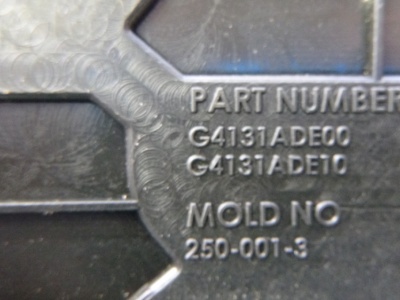 PART NUMBER
G4131ADE00
G4131ADE10
MOLD NO
250-001-3